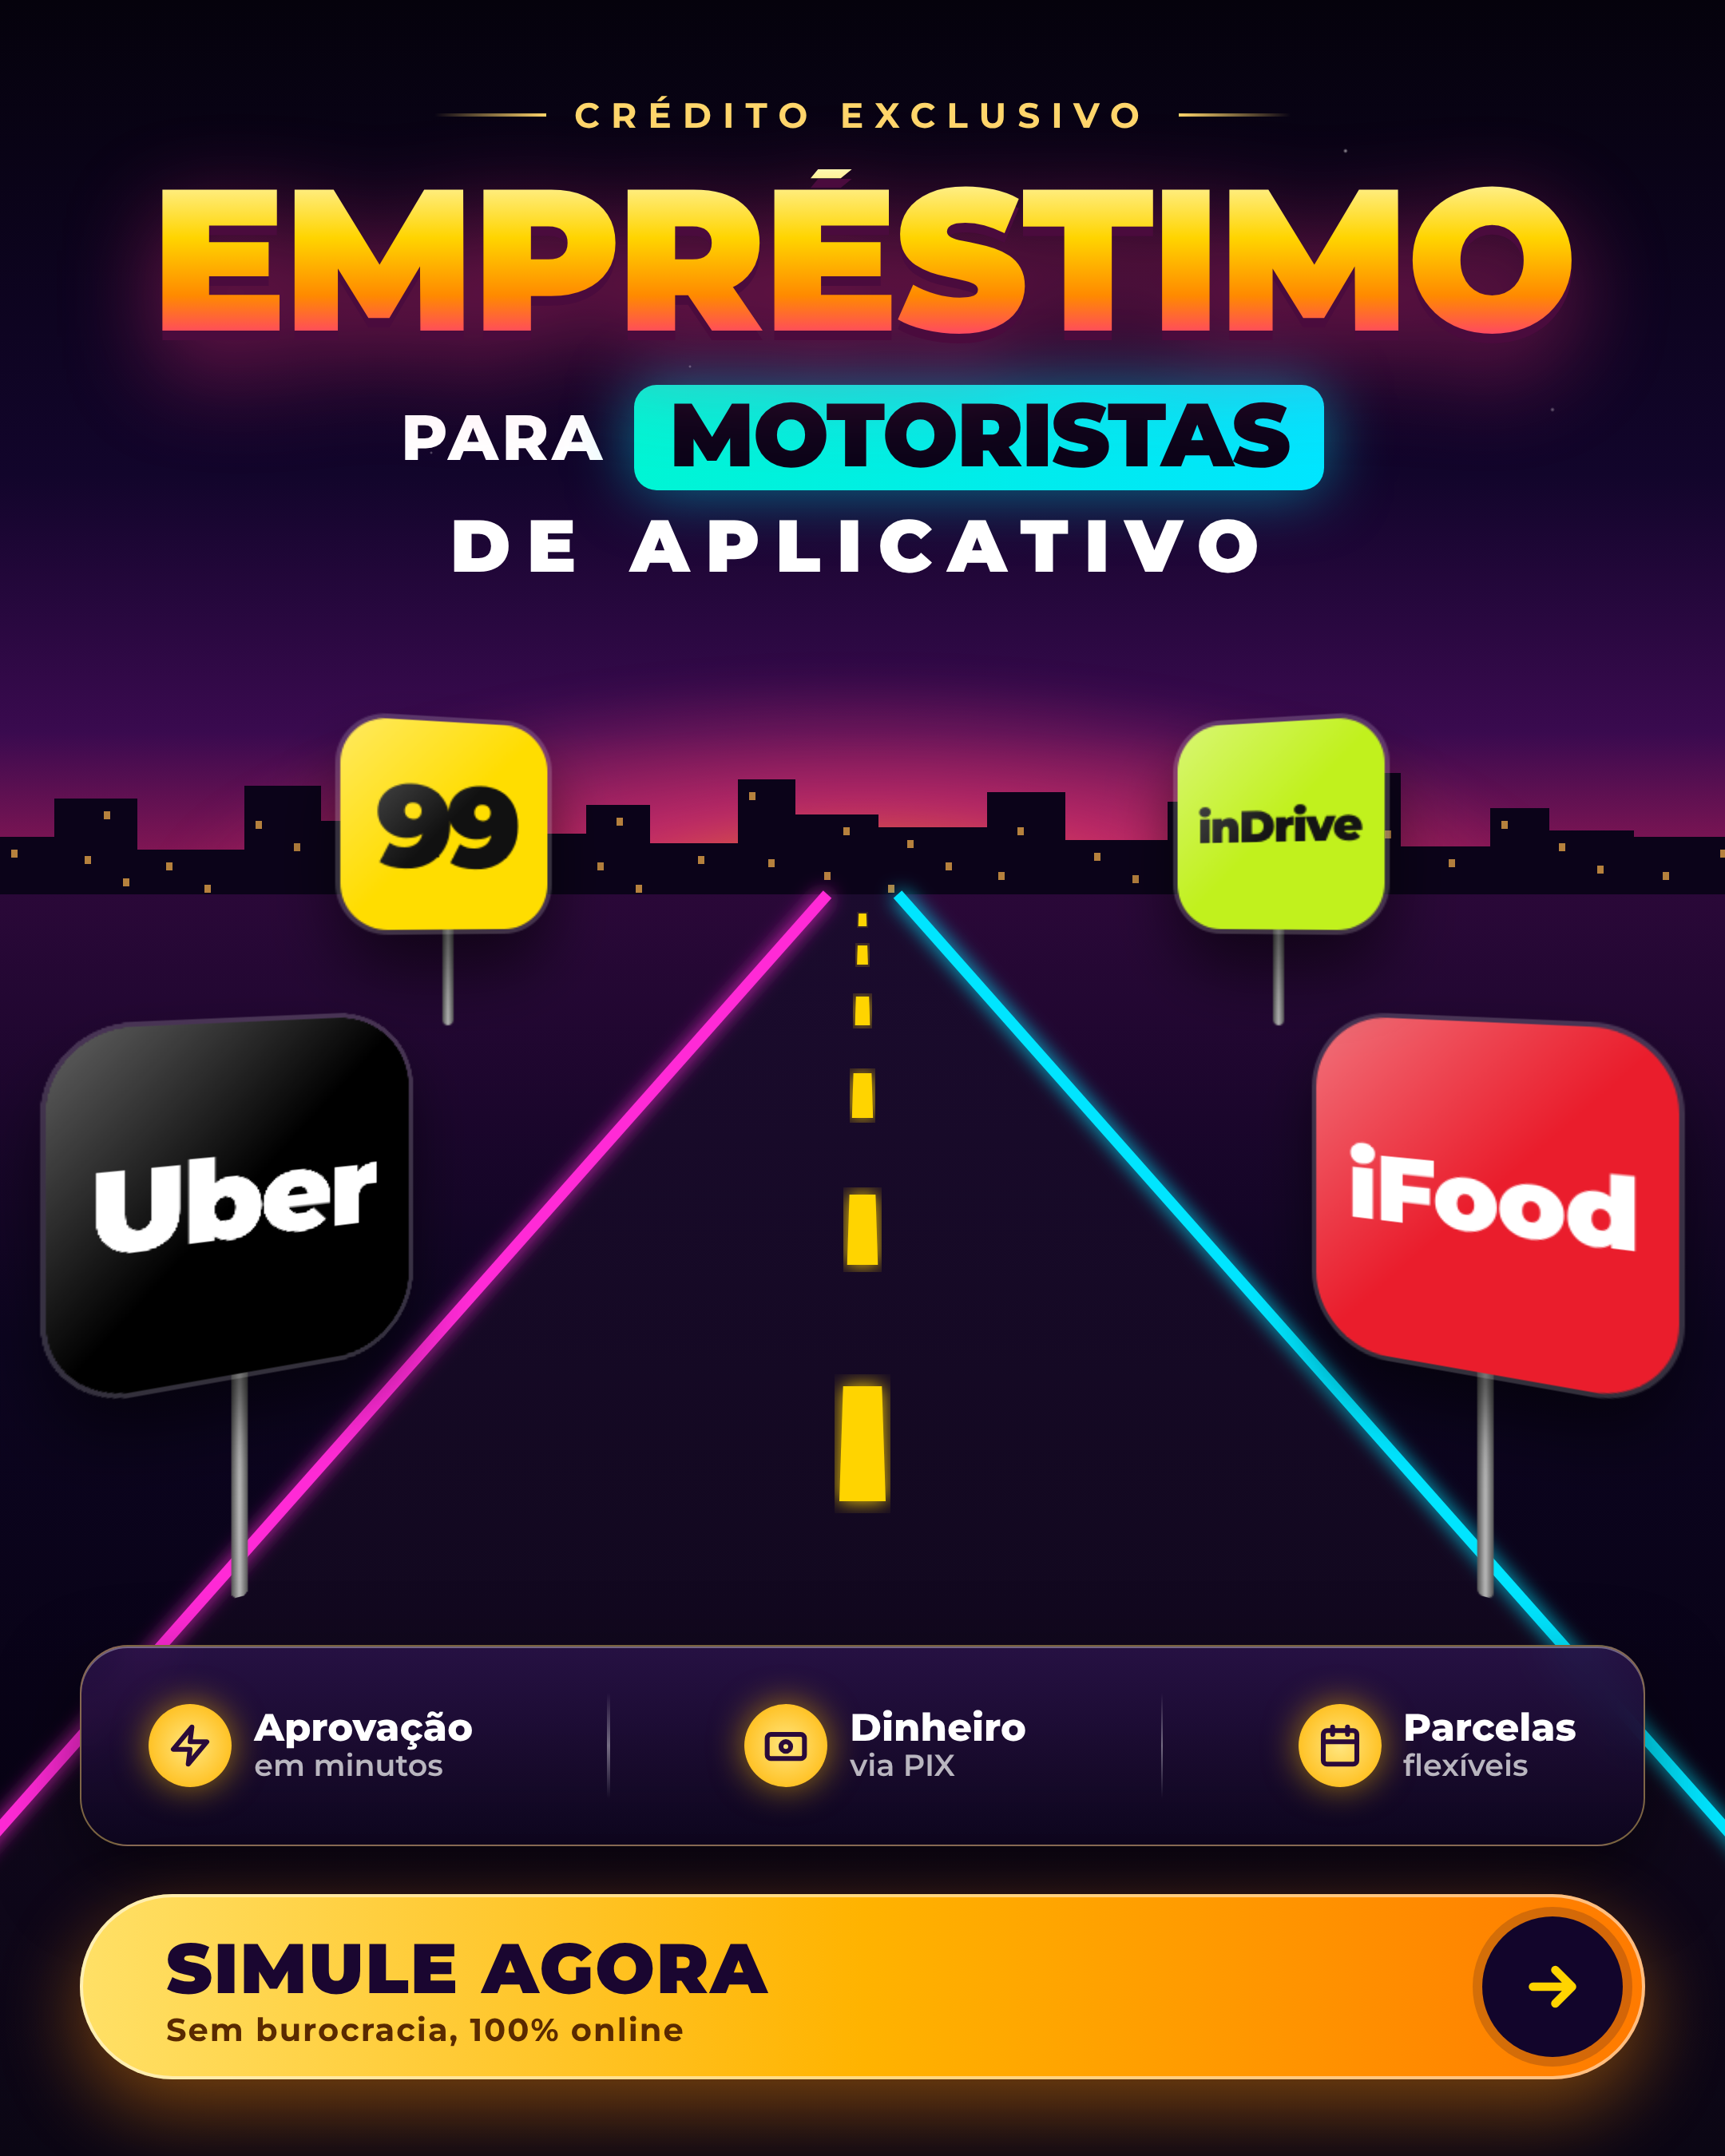 CRÉDITO EXCLUSIVO
EMPRÉSTIMO
PARA MOTORISTAS
DE APLICATIVO
99
inDrive
Uber
iFood
Aprovação
em minutos
Dinheiro
via PIX
Parcelas
flexíveis
SIMULE AGORA
Sem burocracia, 100% online